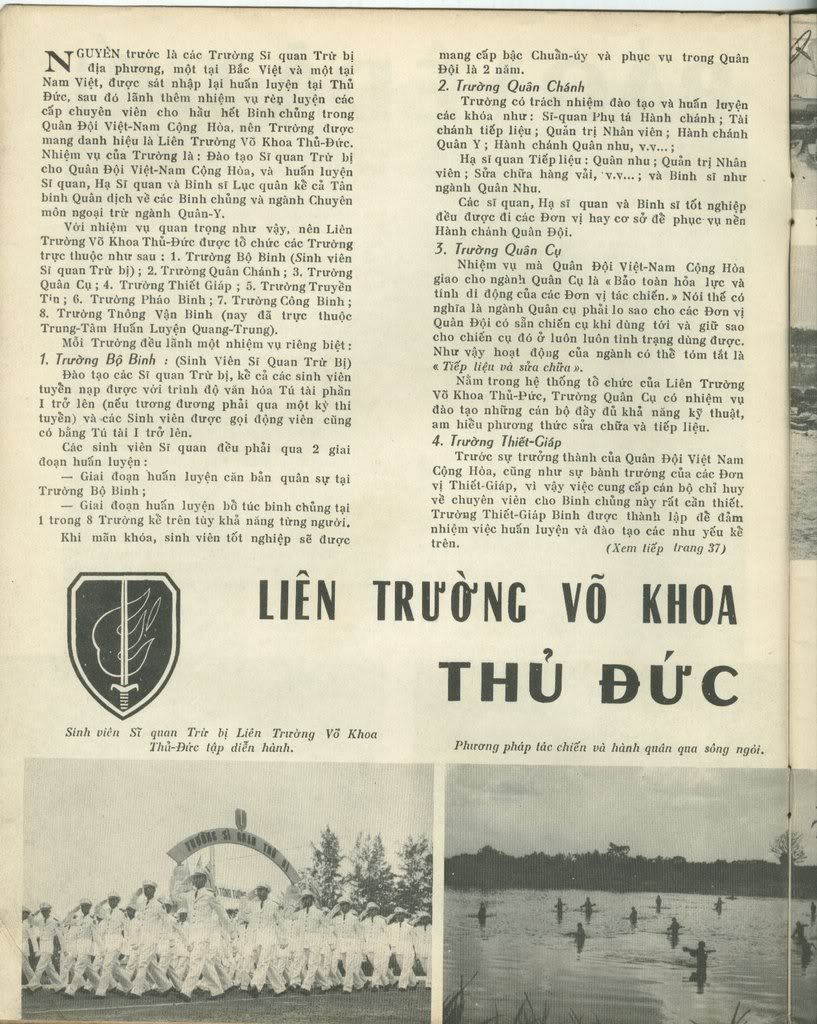 NGUYÊN trước là các Trường Sĩ quan Trừ bị
địa phương, một tại Bắc Việt và một tại
Nam Việt, được sát nhập lại huấn luyện tại Thủ
Đức, sau đó lãnh thêm nhiệm vụ rèn luyện các
cấp chuyên viên cho hầu hết Binh chủng trong
Quân Đội Việt-Nam Cộng Hòa, nên Trường được
mang danh hiệu là Liên Trường Võ Khoa Thủ-Đức.
Nhiệm vụ của Trường là : Đào tạo Sĩ quan Trừ bị
cho Quân Đội Việt-Nam Cộng Hòa, và huấn luyện
Sĩ quan, Hạ Sĩ quan và Binh sĩ Lục quân kể cả Tân
binh Quân dịch về các Binh chủng và ngành Chuyên
môn ngoại trừ ngành Quân-Y.
Với nhiệm vụ quan trọng như vậy, nên Liên
Trường Võ Khoa Thủ-Đức được tổ chức các Trường
trực thuộc như sau : 1. Trường Bộ Binh (Sinh viên
Sĩ quan Trừ bị) ; 2. Trường Quân Chánh ; 3. Trường
Quân Cụ ; 4. Trường Thiết Giáp ; 5. Trường Truyền
Tin ; 6. Trường Pháo Binh ; 7. Trường Công Binh ;
8. Trường Thông Vận Binh (nay đã trực thuộc
Trung-Tâm Huấn Luyện Quang-Trung).
Mỗi Trường đều lãnh một nhiệm vụ riêng biệt :
1. Trường Bộ Binh : (Sinh Viên Sĩ Quan Trừ Bị)
Đào tạo các Sĩ quan Trừ bị, kể cả các sinh viên
tuyển nạp được với trình độ văn hóa Tú tài phần
I trở lên (nếu tương đương phải qua một kỳ thi
tuyển) và các Sinh viên được gọi động viên cũng
có bằng Tú tài I trở lên.
Các sinh viên Sĩ quan đều phải qua 2 giai
đoạn huấn luyện :
— Giai đoạn huấn luyện căn bản quân sự tại
Trường Bộ Binh ;
— Giai đoạn huấn luyện bổ túc binh chủng tại
1 trong 8 Trường kể trên tùy khả năng từng người.
Khi mãn khóa, sinh viên tốt nghiệp sẽ được
mang cấp bậc Chuẩn-úy và phục vụ trong Quân
Đội là 2 năm.
2. Trường Quân Chánh
Trường có trách nhiệm đào tạo và huấn luyện
các khóa như : Sĩ-quan Phụ tá Hành chánh ; Tài
chánh tiếp liệu ; Quản trị Nhân viên ; Hành chánh
Quân Y ; Hành chánh Quân nhu, v.v... ;
Hạ sĩ quan Tiếp liệu : Quân nhu ; Quản trị Nhân
viên ; Sửa chữa hàng vải, v.v... ; và Binh sĩ như
ngành Quân Nhu.
Các sĩ quan, Hạ sĩ quan và Binh sĩ tốt nghiệp
đều được đi các Đơn vị hay cơ sở để phục vụ nền
Hành chánh Quân Đội.
3. Trường Quân Cụ
Nhiệm vụ mà Quân Đội Việt-Nam Cộng Hòa
giao cho ngành Quân Cụ là « Bảo toàn hỏa lực và
tính di động của các Đơn vị tác chiến. » Nói thế có
nghĩa là ngành Quân cụ phải lo sao cho các Đơn vị
Quân Đội có sẵn chiến cụ khi dùng tới và giữ sao
cho chiến cụ đó ở luôn luôn tình trạng dùng được.
Như vậy hoạt động của ngành có thể tóm tắt là
« Tiếp liệu và sửa chữa ».
Nằm trong hệ thống tổ chức của Liên Trường
Võ Khoa Thủ-Đức, Trường Quân Cụ có nhiệm vụ
đào tạo những cán bộ đầy đủ khả năng kỹ thuật,
am hiểu phương thức sửa chữa và tiếp liệu.
4. Trường Thiết-Giáp
Trước sự trưởng thành của Quân Đội Việt Nam
Cộng Hòa, cũng như sự bành trướng của các Đơn
vị Thiết-Giáp, vì vậy việc cung cấp cán bộ chỉ huy
về chuyên viên cho Binh chủng này rất cần thiết.
Trường Thiết-Giáp Binh được thành lập để đảm
nhiệm việc huấn luyện và đào tạo các nhu yếu kể
trên.
(Xem tiếp trang 37)
LIÊN TRƯỜNG VÕ KHOA
THỦ ĐỨC
Sinh viên Sĩ quan Trừ bị Liên Trường Võ Khoa
Thủ-Đức tập diễn hành.
Phương pháp tác chiến và hành quân qua sông ngòi.
TRƯỜNG SĨ QUAN TRỪ BỊ
TỔNG TƯỚNG